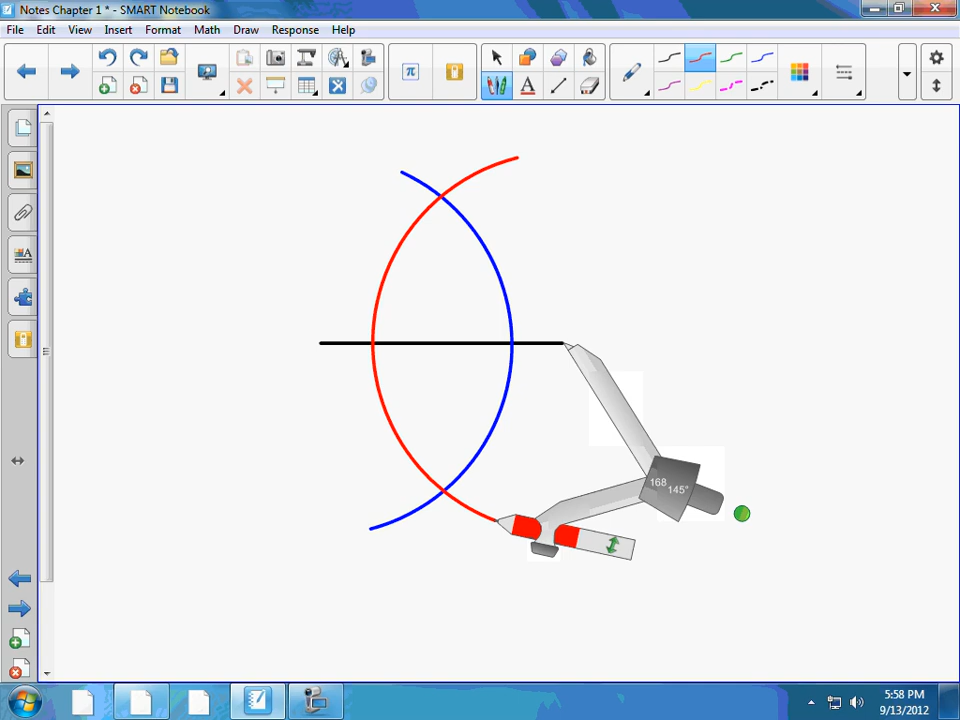 Notes Chapter 1 * - SMART Notebook
File Edit View Insert Format Math Draw Response Help
π
A
A
168
145°
5:58 PM
9/13/2012